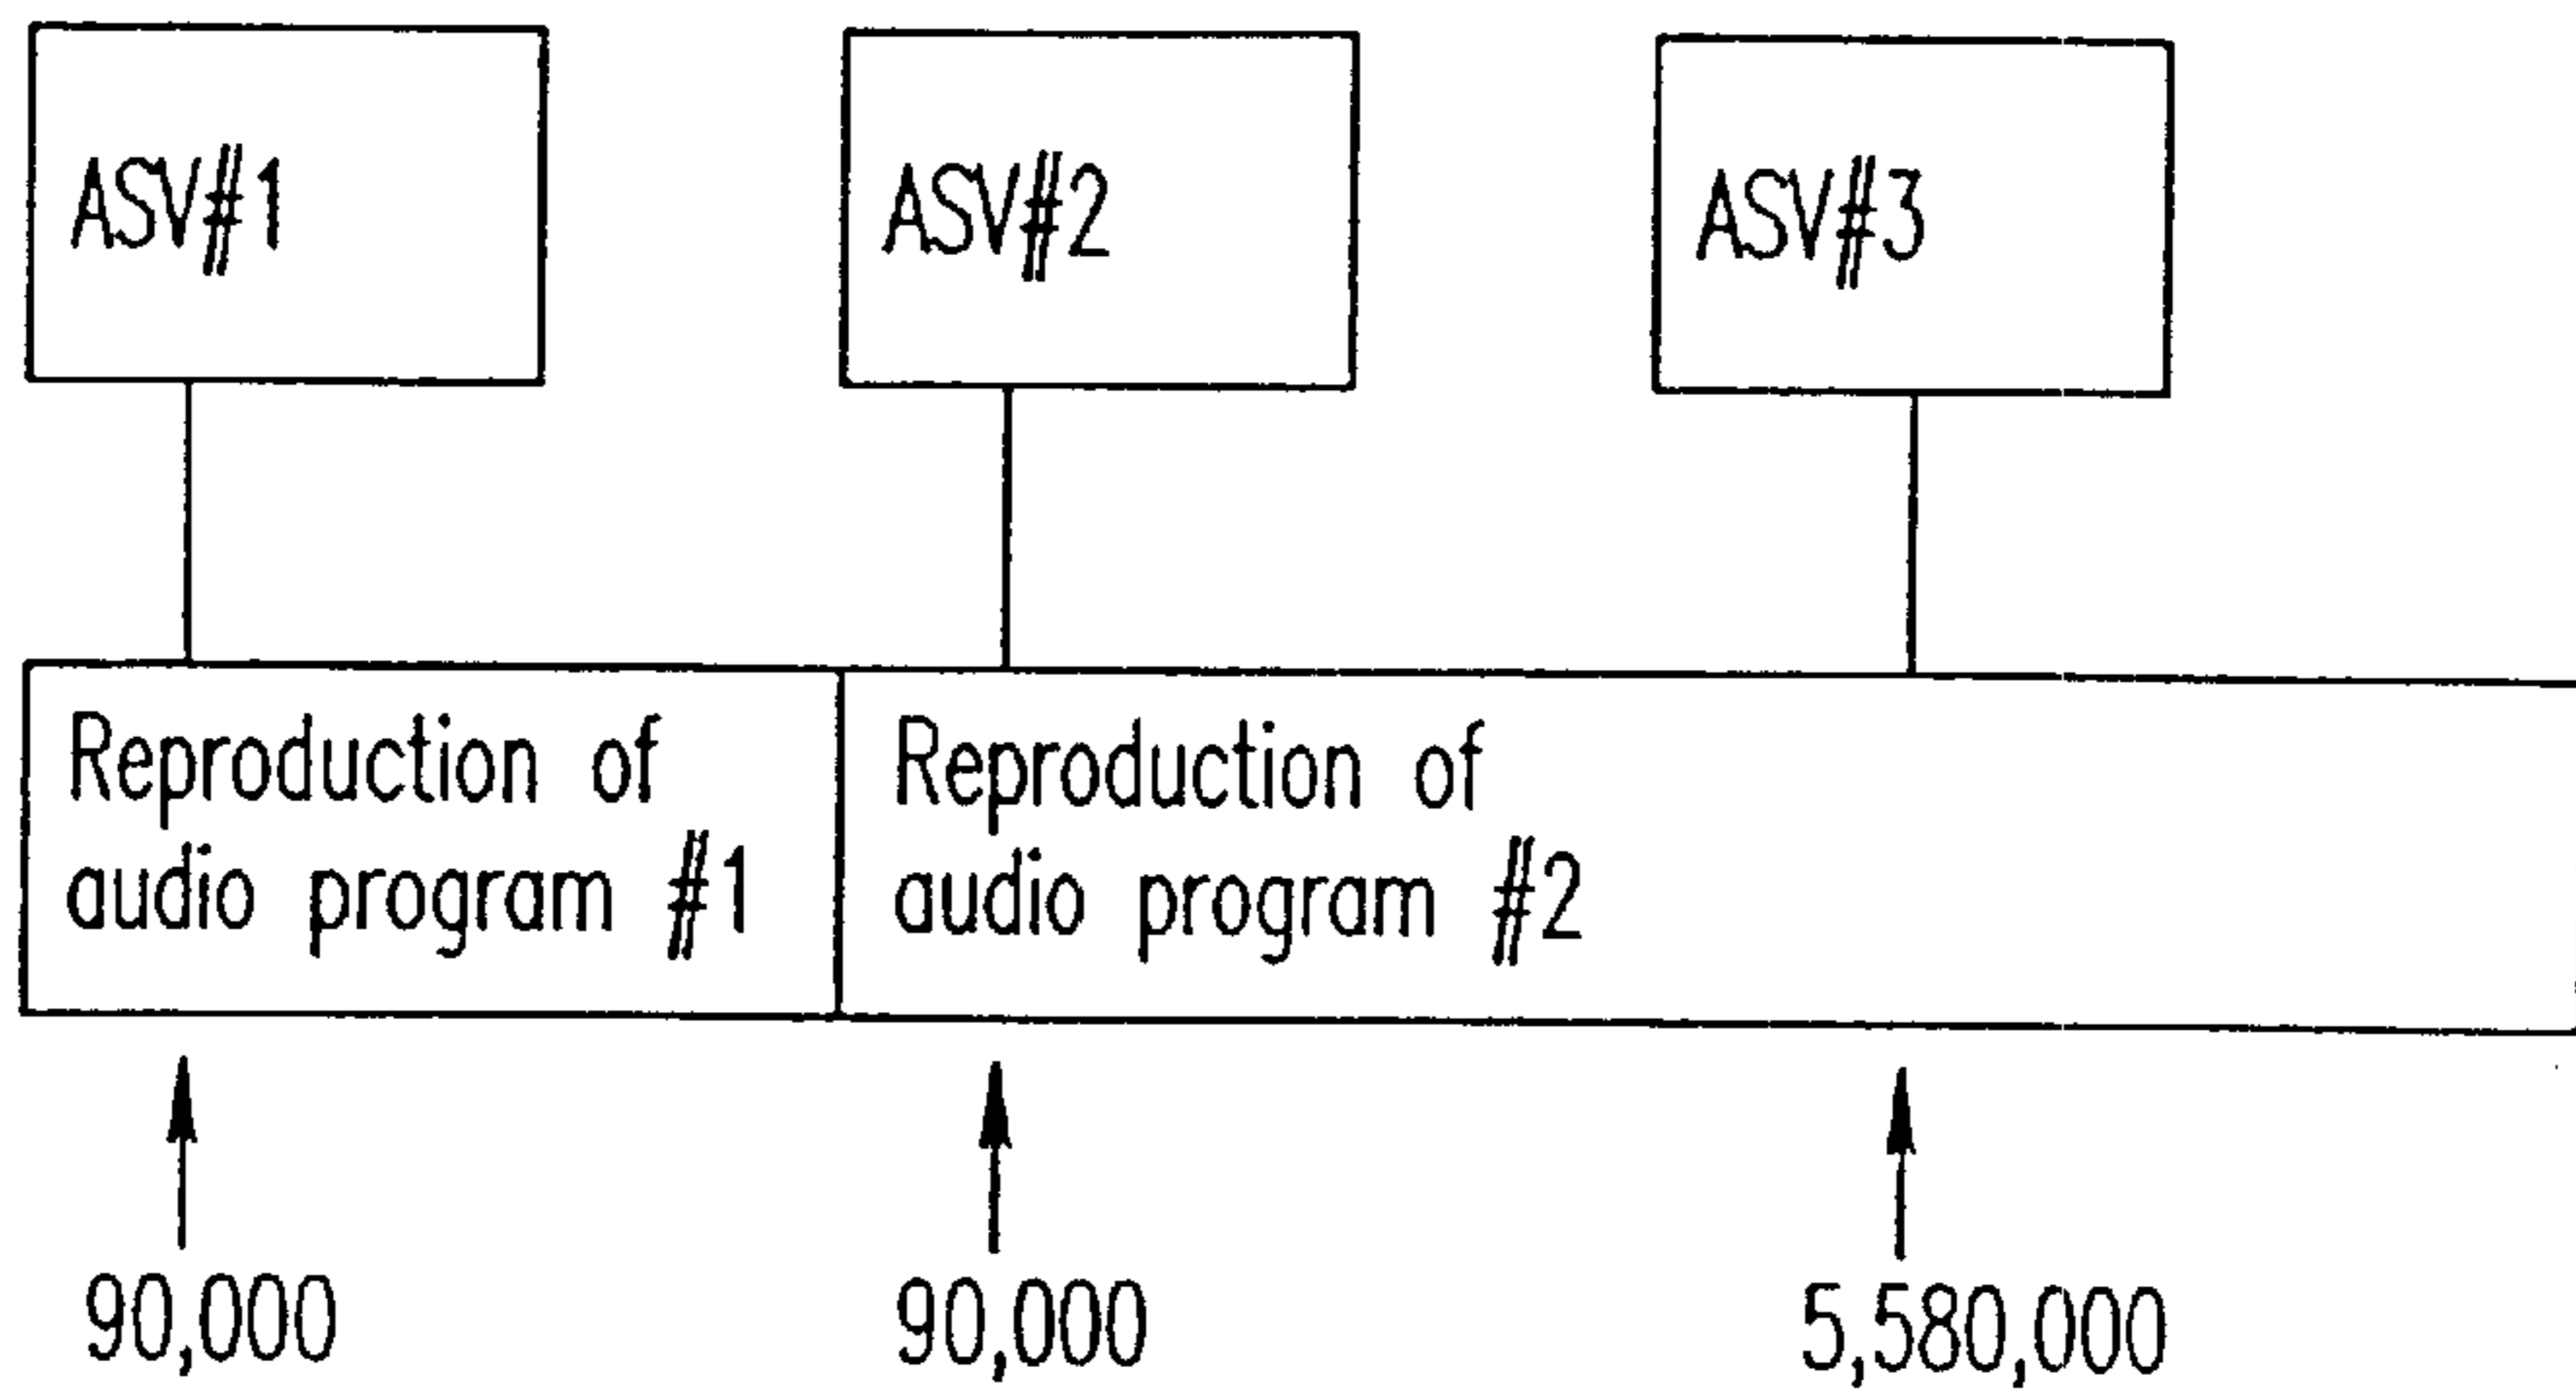 ASV#1
ASV#2
ASV#3
Reproduction of
audio program #1
Reproduction of
audio program #2
90,000
90,000
5,580,000